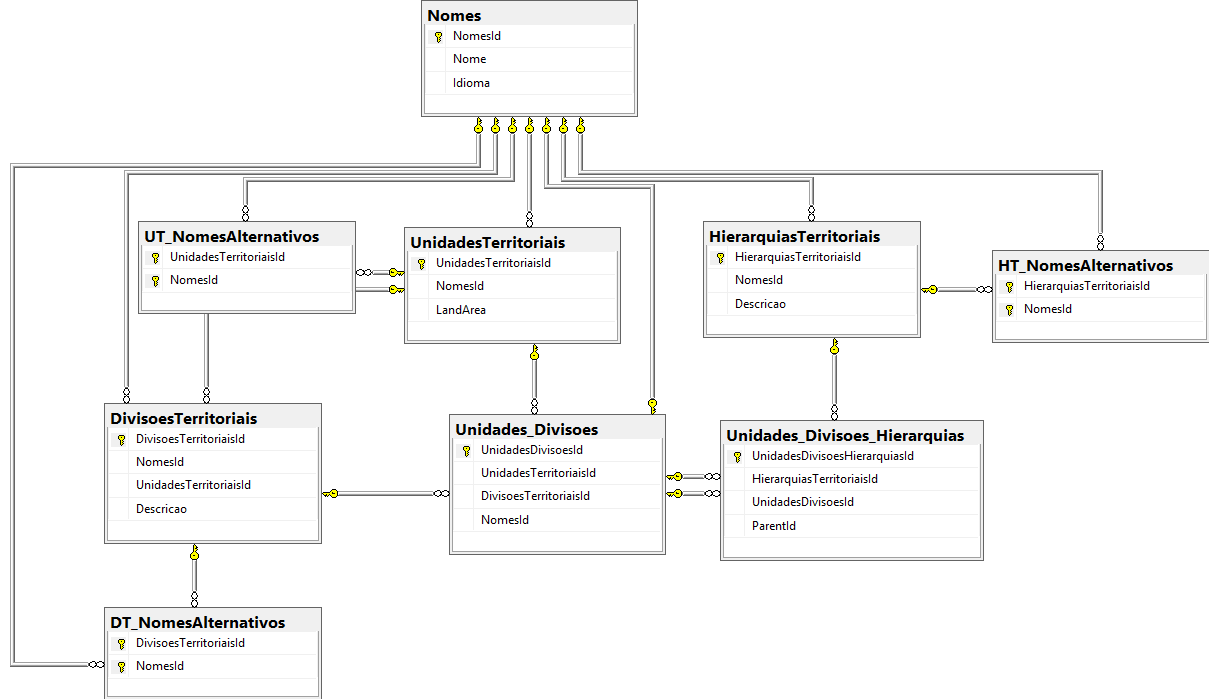 Nomes
NomesId
Nome
Idioma
UT_NomesAlternativos
UnidadesTerritoriaisId
NomesId
UnidadesTerritoriais
UnidadesTerritoriaisId
NomesId
LandArea
HierarquiasTerritoriais
HierarquiasTerritoriaisId
NomesId
Descricao
HT_NomesAlternativos
HierarquiasTerritoriaisId
NomesId
DivisoesTerritoriais
DivisoesTerritoriaisId
NomesId
UnidadesTerritoriaisId
Descricao
Unidades_Divisoes
UnidadesDivisoesId
UnidadesTerritoriaisId
DivisoesTerritoriaisId
NomesId
Unidades_Divisoes_Hierarquias
UnidadesDivisoesHierarquiasId
HierarquiasTerritoriaisId
UnidadesDivisoesId
ParentId
DT_NomesAlternativos
DivisoesTerritoriaisId
NomesId